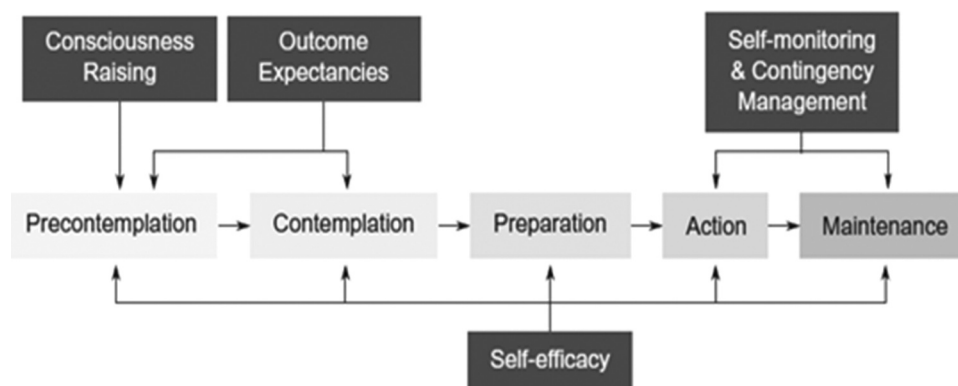 Consciousness
Raising
Outcome
Expectancies
Self-monitoring
& Contingency
Management
Precontemplation
Contemplation
Preparation
Action
Maintenance
Self-efficacy